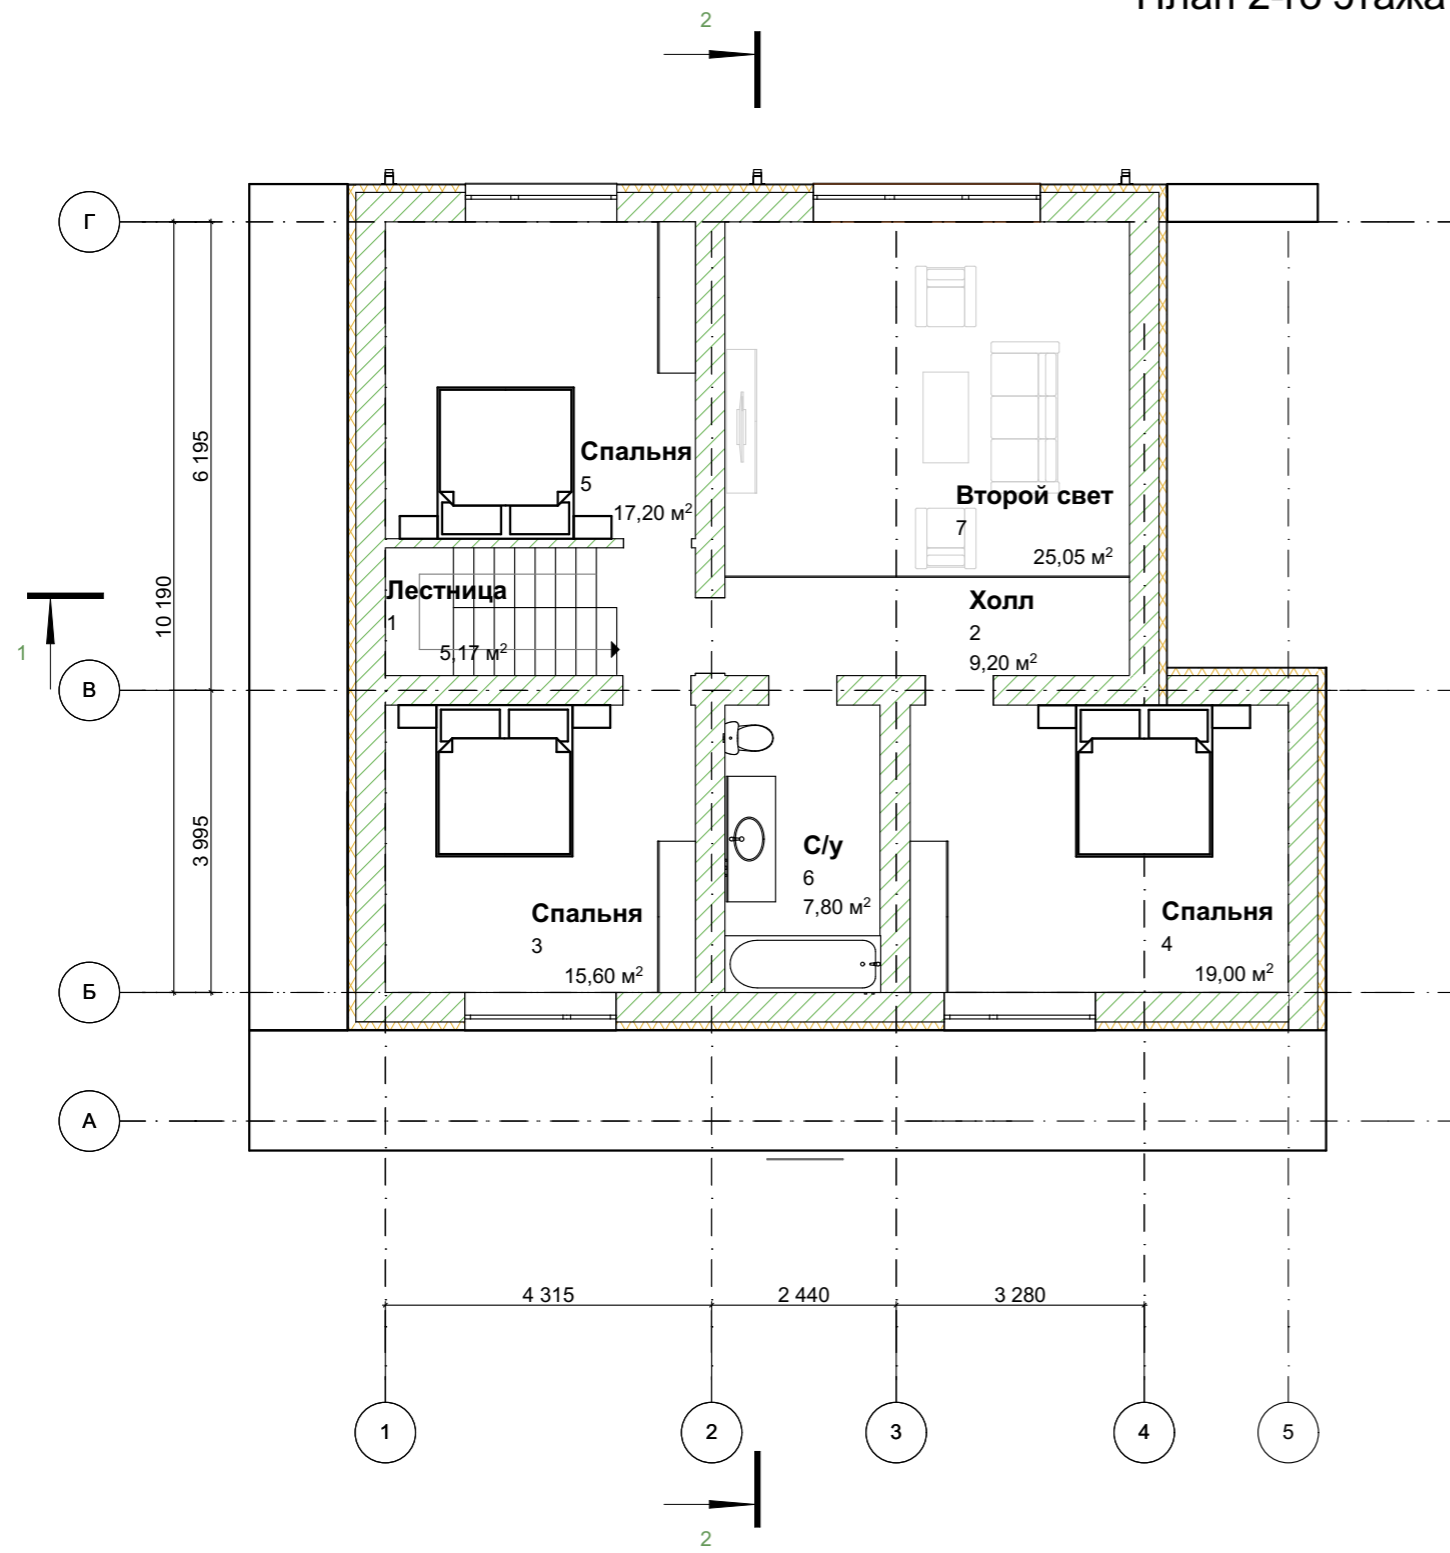 План 2-го этажа
2
Г
6 195
10 190
3 995
Спальня
5
17,20 м²
Второй свет
7
25,05 м²
Лестница
1
5,17 м²
Холл
2
9,20 м²
1
В
С/у
6
7,80 м²
Спальня
3
15,60 м²
Спальня
4
19,00 м²
Б
А
4 315
2 440
3 280
1
2
3
4
5
2